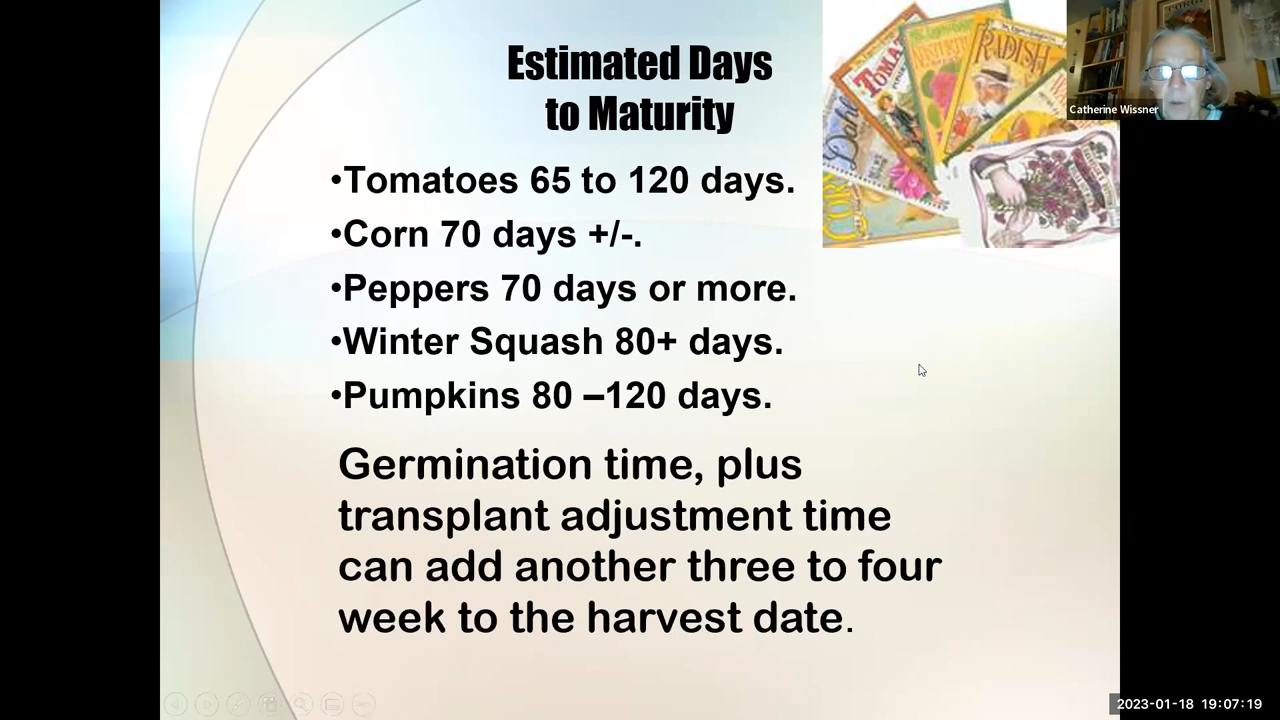 Estimated Days
to Maturity
•Tomatoes 65 to 120 days.
•Corn 70 days +/-.
•Peppers 70 days or more.
•Winter Squash 80+ days.
•Pumpkins 80 –120 days.
Germination time, plus
transplant adjustment time
can add another three to four
week to the harvest date.
RADISH
Catherine Wissner
2023-01-18 19:07:19